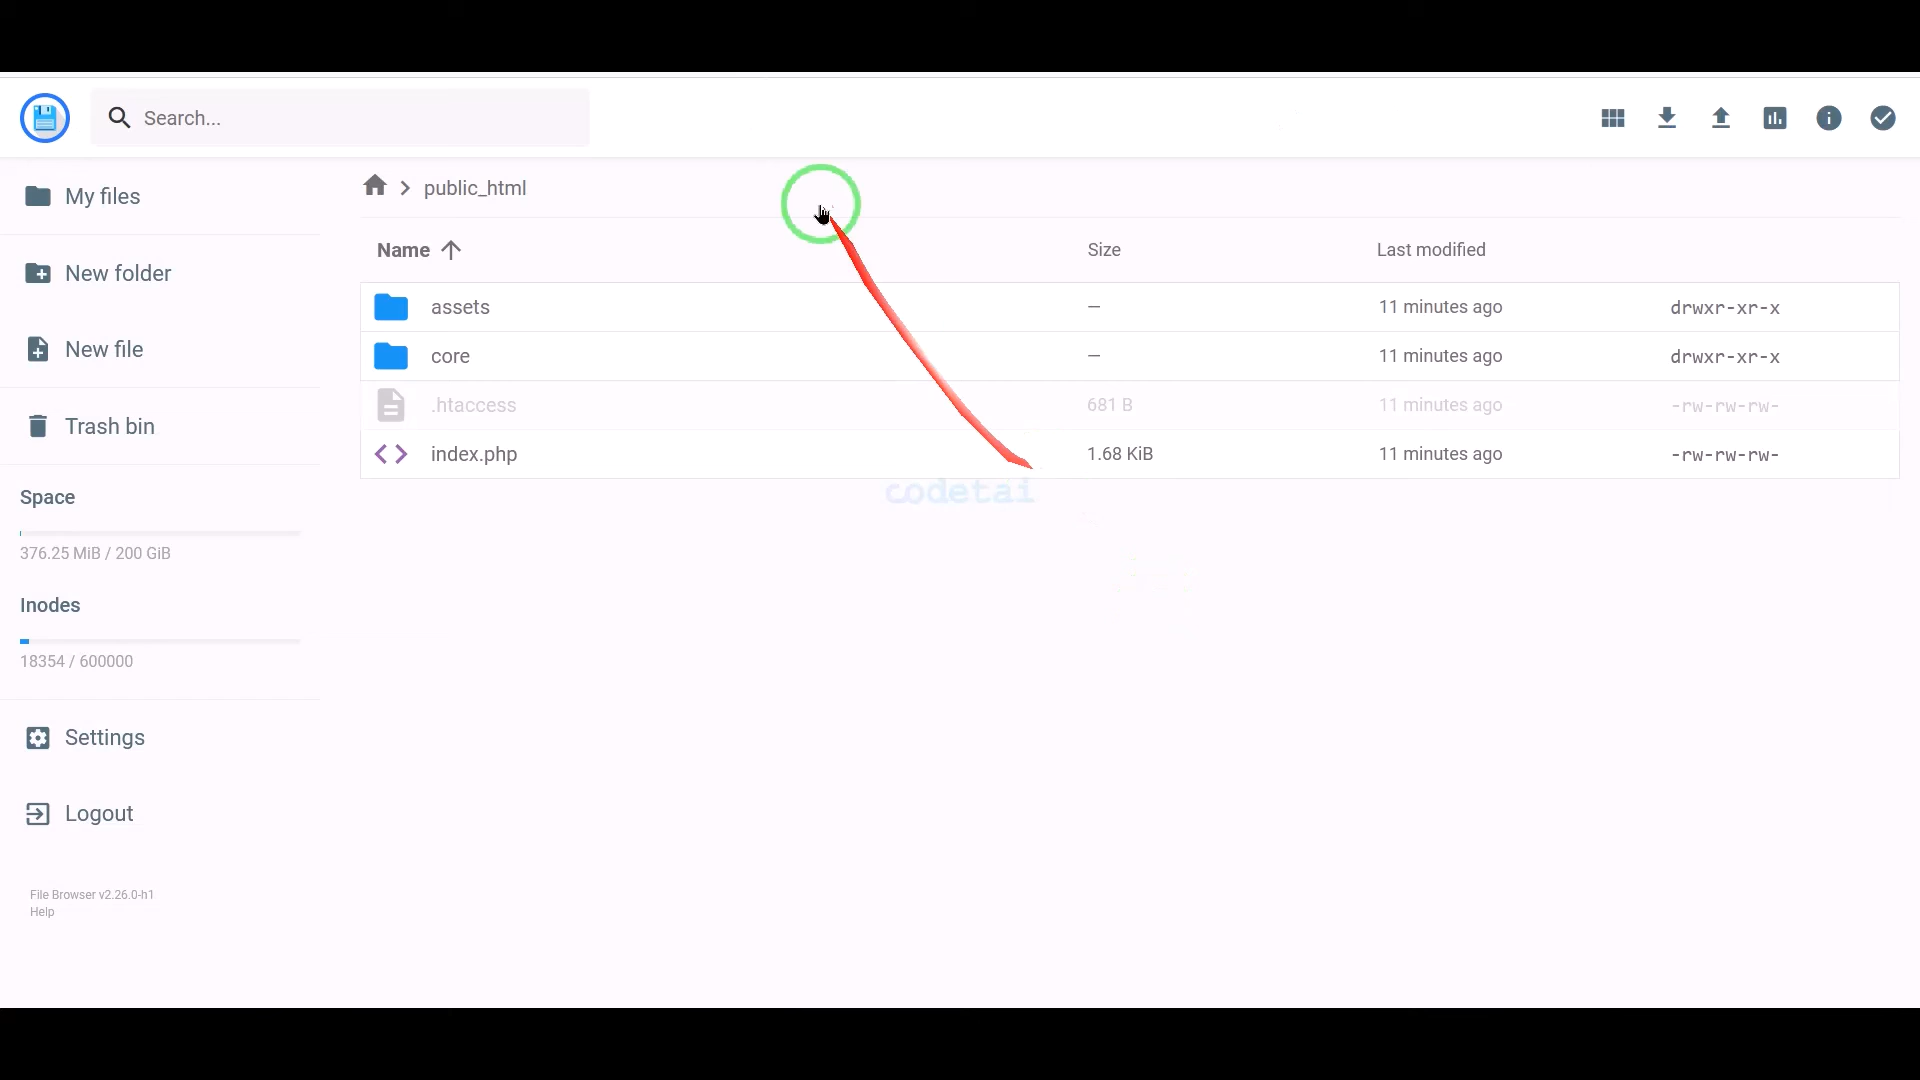 Search...
My files
New folder
New file
Trash bin
Space
376.25 MiB / 200 GiB
Inodes
18354 / 600000
Settings
Logout
File Browser v2.26.0-h1
Help
public_html
Name Size Last modified
assets — 11 minutes ago drwxr-xr-x
core — 11 minutes ago drwxr-xr-x
.htaccess 681 B 11 minutes ago -rw-rw-rw-
index.php 1.68 KiB 11 minutes ago -rw-rw-rw-
codetai